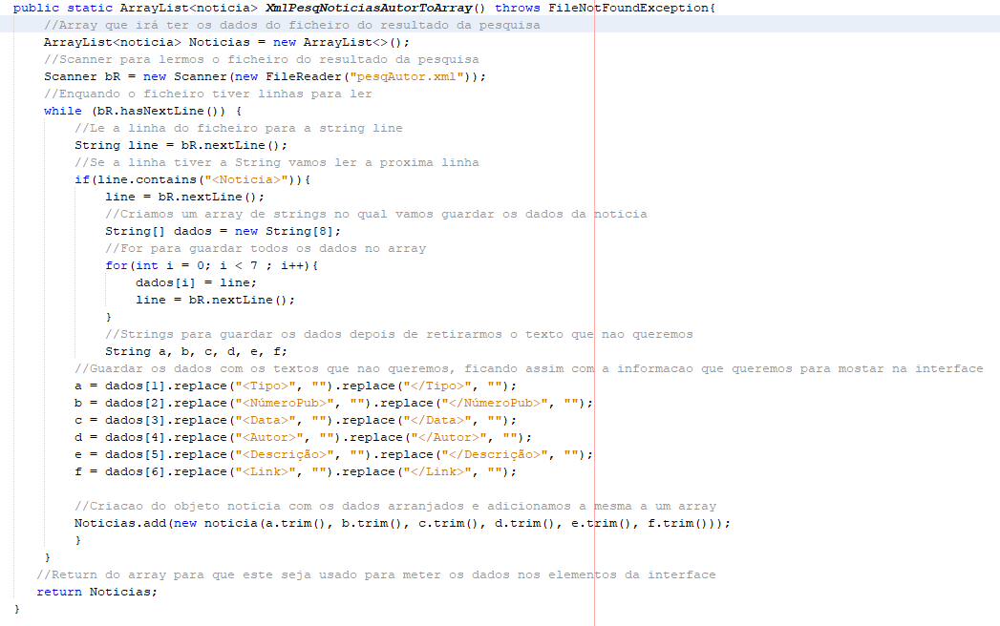 public static ArrayList<noticia> XmlPesqNoticiasAutorToArray() throws FileNotFoundException{
//Array que irá ter os dados do ficheiro do resultado da pesquisa
ArrayList<noticia> Noticias = new ArrayList<>();
//Scanner para lermos o ficheiro do resultado da pesquisa
Scanner bR = new Scanner(new FileReader("pesqAutor.xml"));
//Enquando o ficheiro tiver linhas para ler
while (bR.hasNextLine()) {
//Le a linha do ficheiro para a string line
String line = bR.nextLine();
//Se a linha tiver a String vamos ler a proxima linha
if(line.contains("<Noticia>")){
line = bR.nextLine();
//Criamos um array de strings no qual vamos guardar os dados da noticia
String[] dados = new String[8];
//For para guardar todos os dados no array
for(int i = 0; i < 7 ; i++){
dados[i] = line;
line = bR.nextLine();
}
//Strings para guardar os dados depois de retirarmos o texto que nao queremos
String a, b, c, d, e, f;
//Guardar os dados com os textos que nao queremos, ficando assim com a informacao que queremos para mostar na interface
a = dados[1].replace("<Tipo>", "").replace("</Tipo>", "");
b = dados[2].replace("<NúmeroPub>", "").replace("</NúmeroPub>", "");
c = dados[3].replace("<Data>", "").replace("</Data>", "");
d = dados[4].replace("<Autor>", "").replace("</Autor>", "");
e = dados[5].replace("<Descrição>", "").replace("</Descrição>", "");
f = dados[6].replace("<Link>", "").replace("</Link>", "");
//Criacao do objeto noticia com os dados arranjados e adicionamos a mesma a um array
Noticias.add(new noticia(a.trim(), b.trim(), c.trim(), d.trim(), e.trim(), f.trim()));
}
}
//Return do array para que este seja usado para meter os dados nos elementos da interface
return Noticias;
}